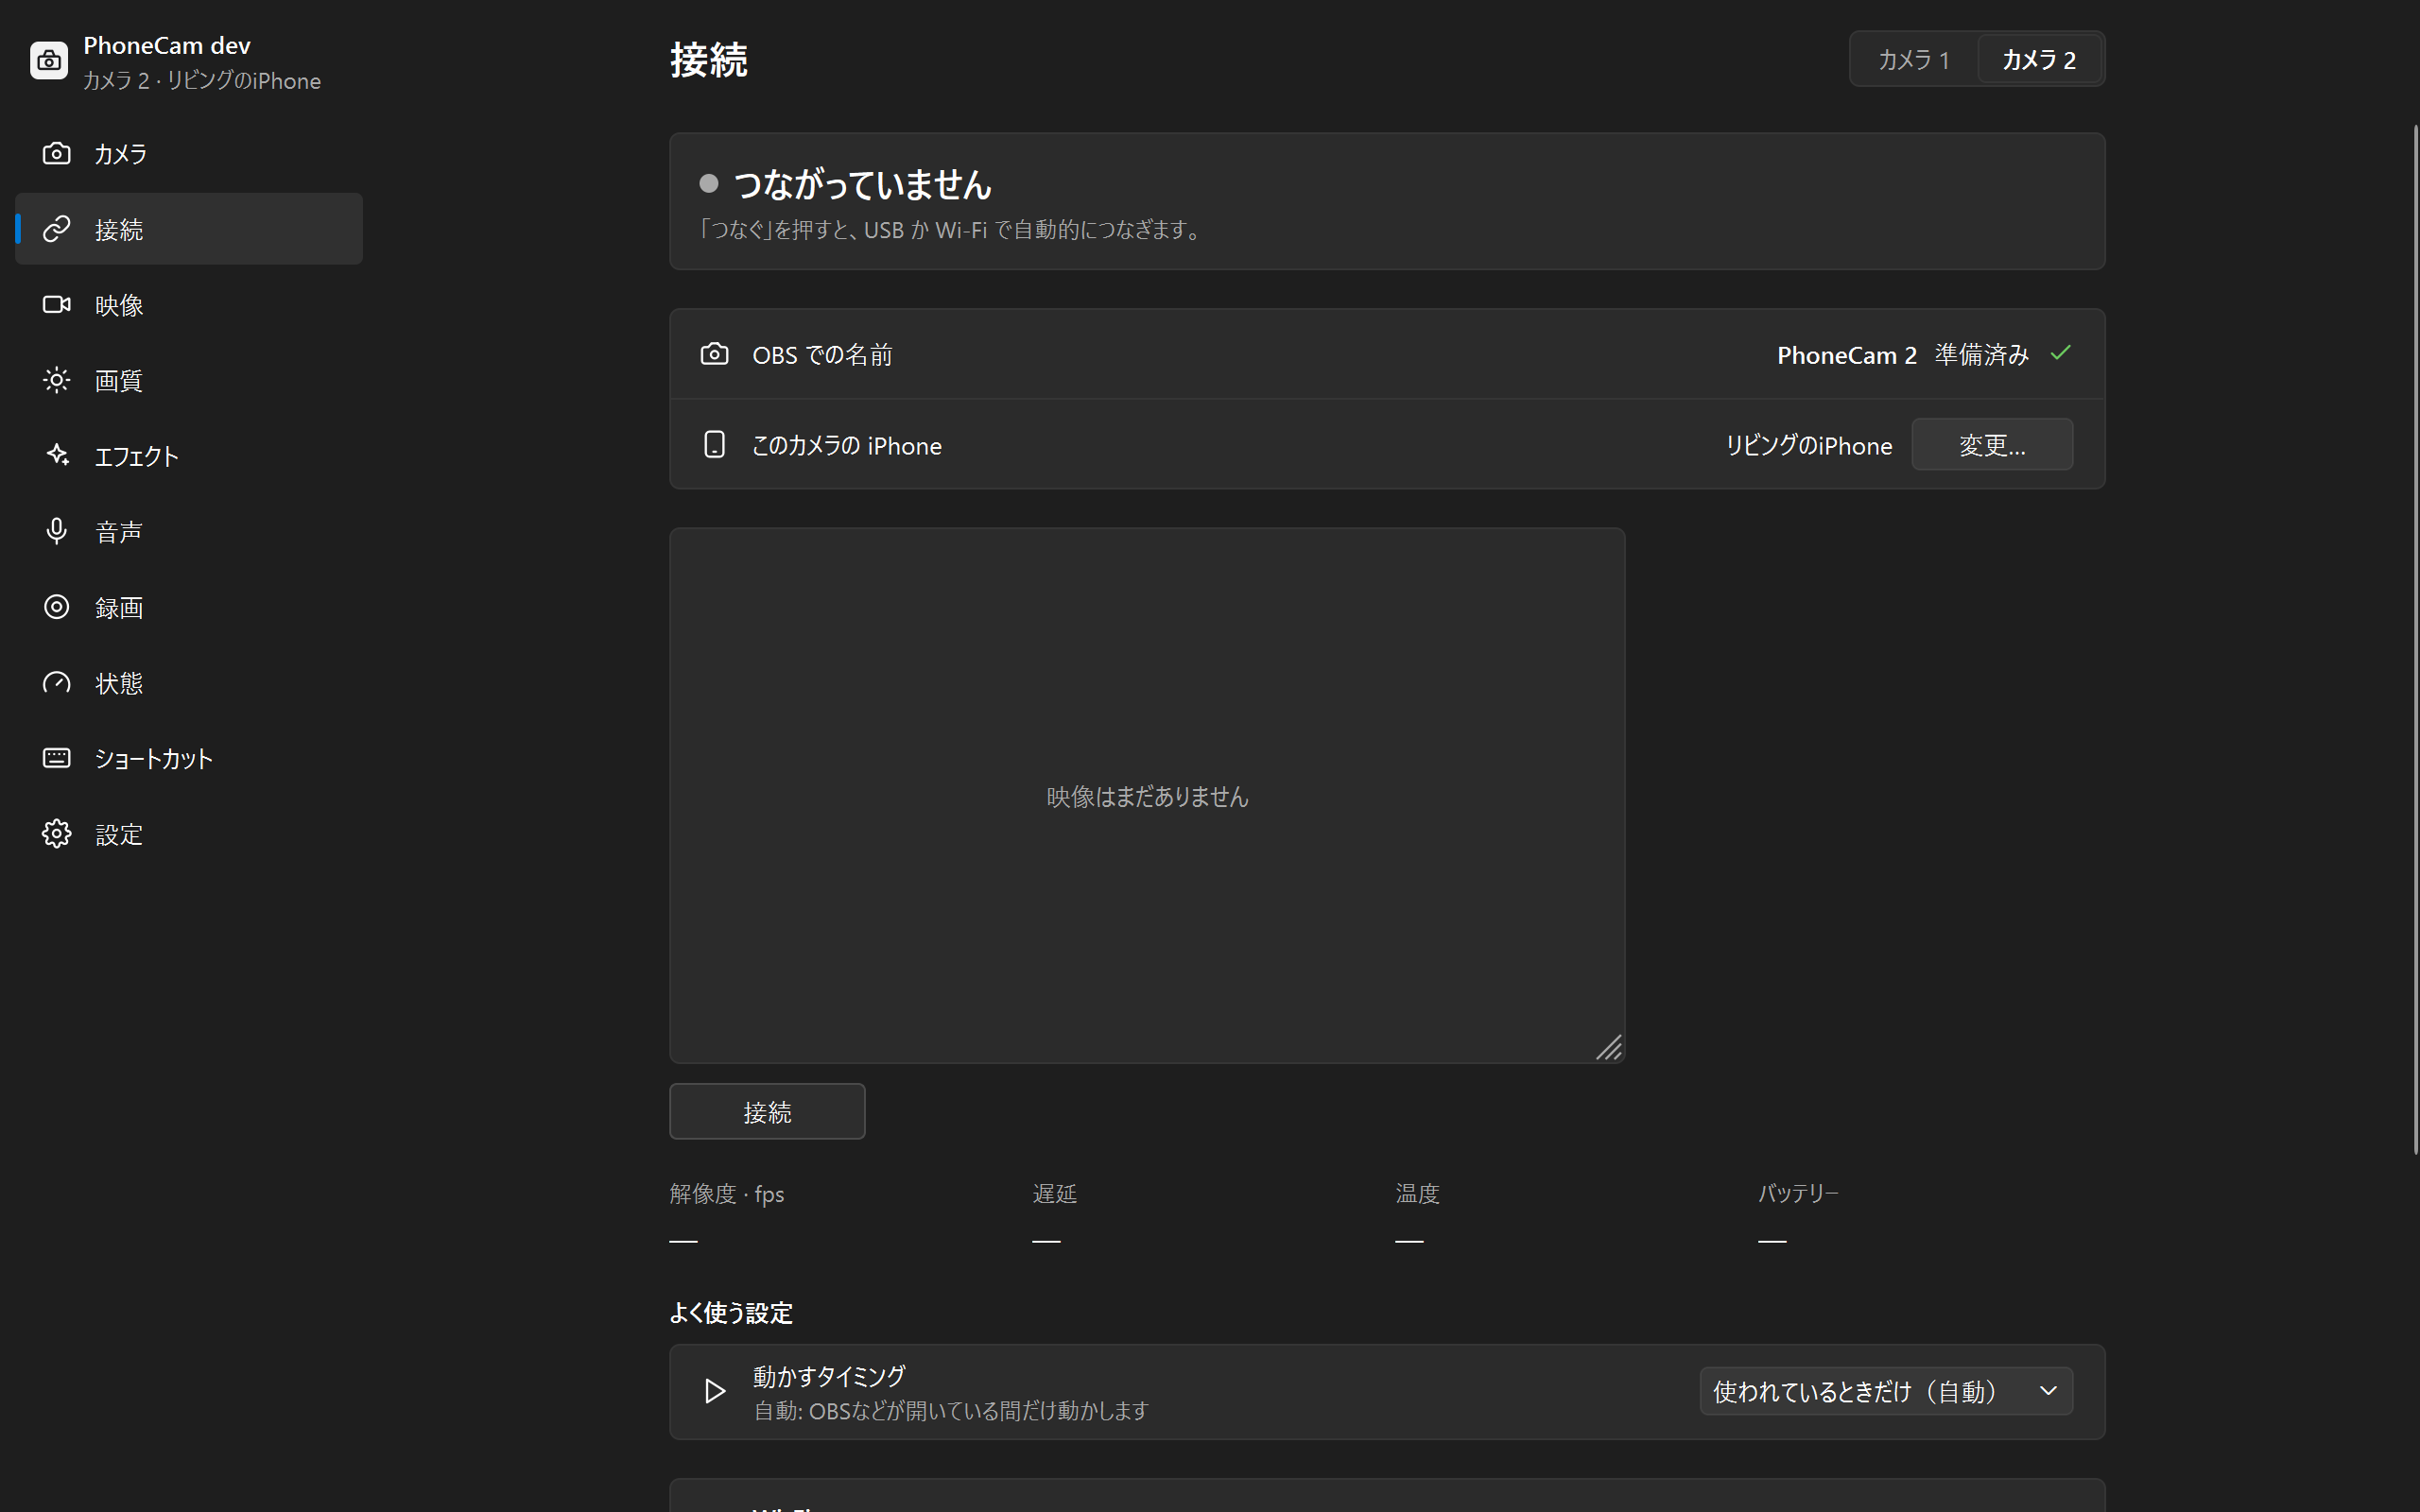 PhoneCam dev
カメラ 2 · リビングのiPhone
カメラ
接続
映像
画質
エフェクト
音声
録画
状態
ショートカット
設定
接続
カメラ 1
カメラ 2
つながっていません
「つなぐ」を押すと、USB か Wi-Fi で自動的につなぎます。
OBS での名前
PhoneCam 2 準備済み
このカメラの iPhone
リビングのiPhone
変更...
映像はまだありません
接続
解像度 · fps
遅延
温度
バッテリー
—
—
—
—
よく使う設定
動かすタイミング
自動: OBSなどが開いている間だけ動かします
使われているときだけ（自動）